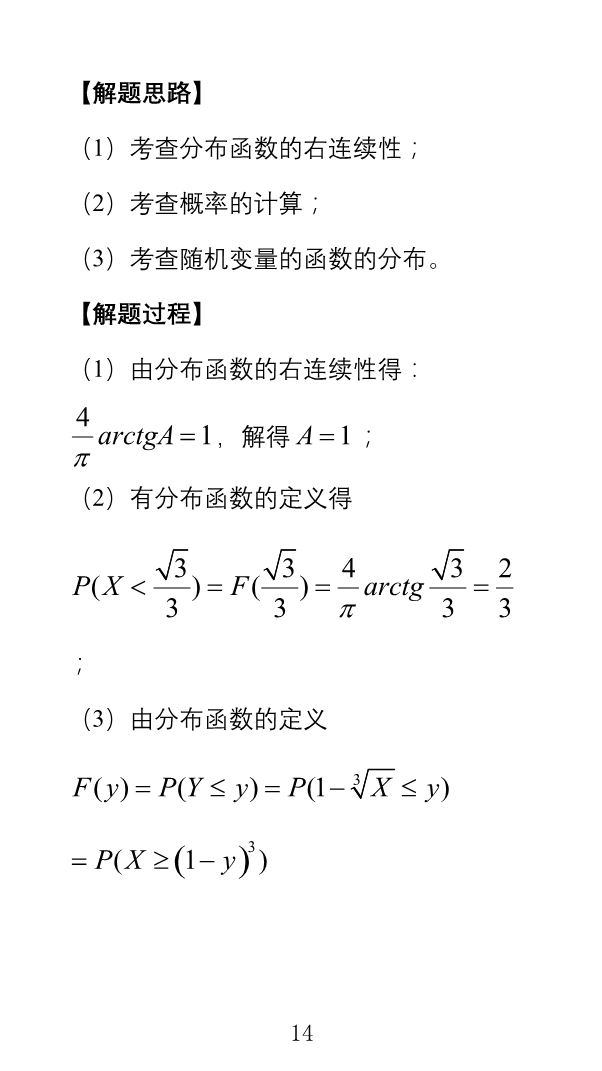 【解题思路】
（1）考查分布函数的右连续性；
（2）考查概率的计算；
（3）考查随机变量的函数的分布。
【解题过程】
（1）由分布函数的右连续性得：
\frac{4}{\pi} arctgA = 1，解得 A = 1；
（2）有分布函数的定义得
P(X < \frac{\sqrt{3}}{3}) = F(\frac{\sqrt{3}}{3}) = \frac{4}{\pi} arctg \frac{\sqrt{3}}{3} = \frac{2}{3}
；
（3）由分布函数的定义
F(y) = P(Y ≤ y) = P(1 − \sqrt[3]{X} ≤ y)
= P(X ≥ (1 − y)^3)
14